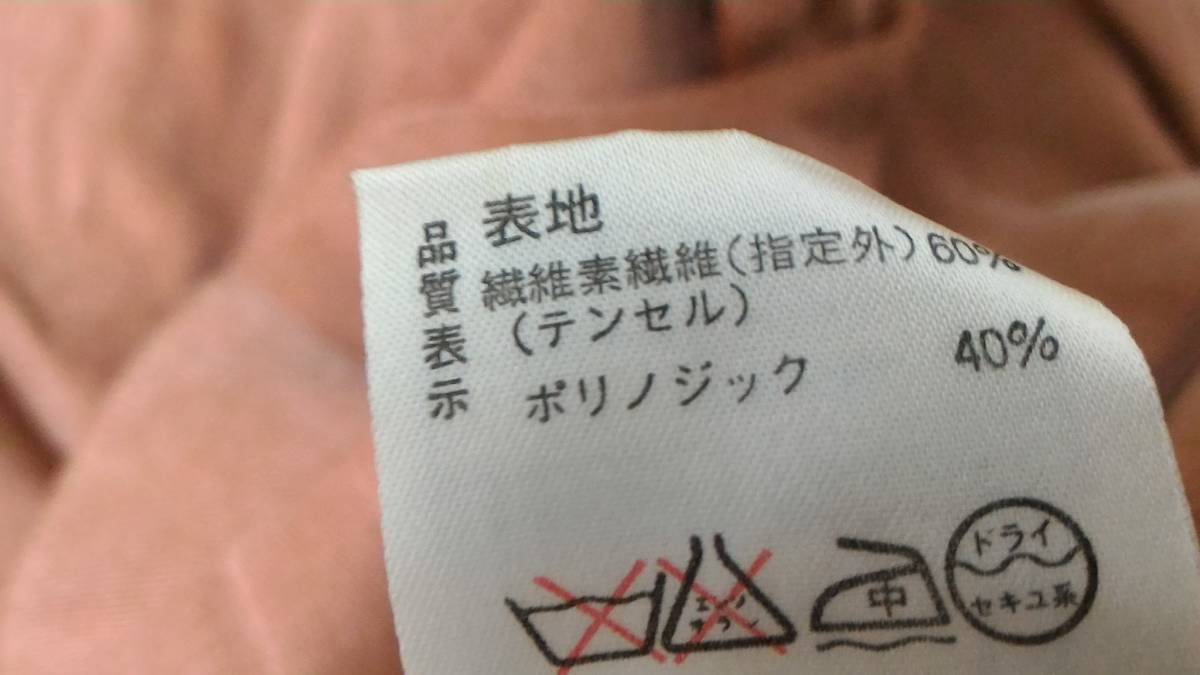 品質表示
表地
繊維素繊維(指定外)60%
(テンセル)
ポリノジック 40%
エンソ
サラシ
中
ドライ
セキユ系